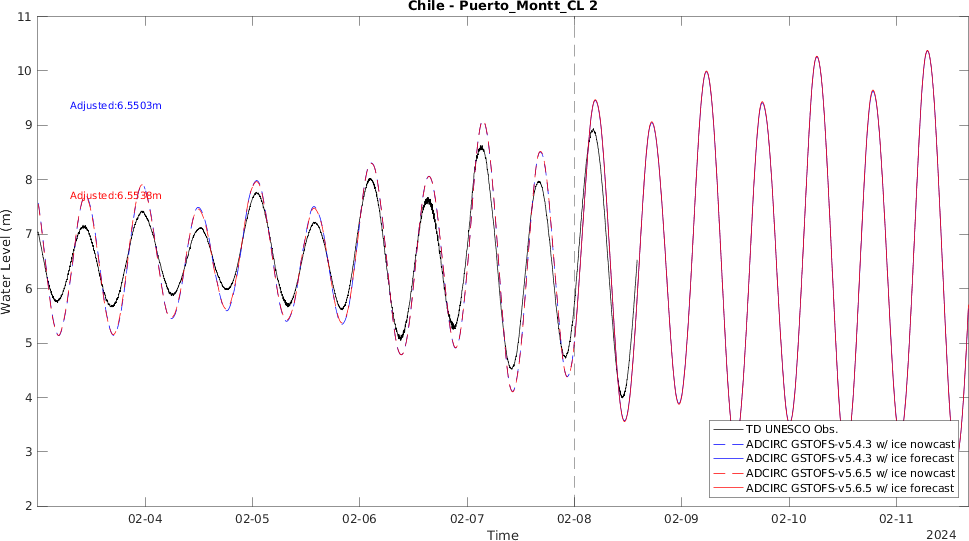 Chile - Puerto_Montt_CL 2
11
10
9
8
7
6
5
4
3
2
Water Level (m)
Adjusted:6.5503m
Adjusted:6.5538m
TD UNESCO Obs.
ADCIRC GSTOFS-v5.4.3 w/ ice nowcast
ADCIRC GSTOFS-v5.4.3 w/ ice forecast
ADCIRC GSTOFS-v5.6.5 w/ ice nowcast
ADCIRC GSTOFS-v5.6.5 w/ ice forecast
02-04 02-05 02-06 02-07 02-08 02-09 02-10 02-11
Time
2024